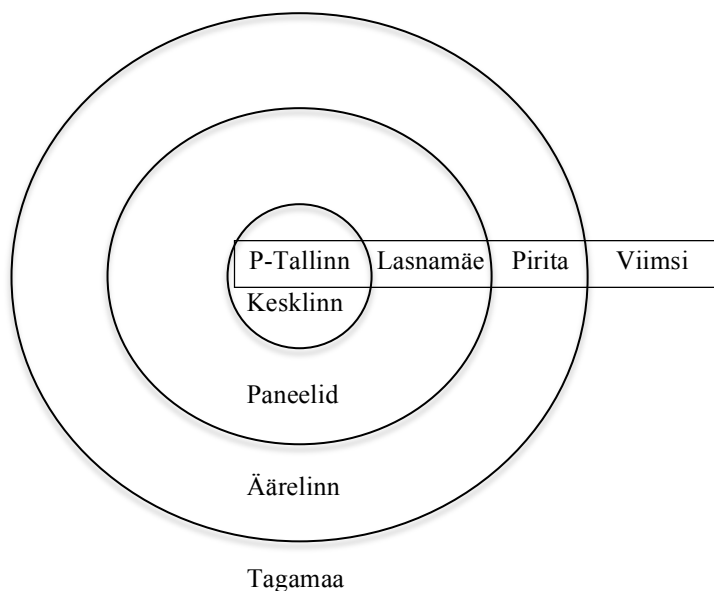 P-Tallinn Lasnamäe Pirita Viimsi
Kesklinn
Paneelid
Äärelinn
Tagamaa